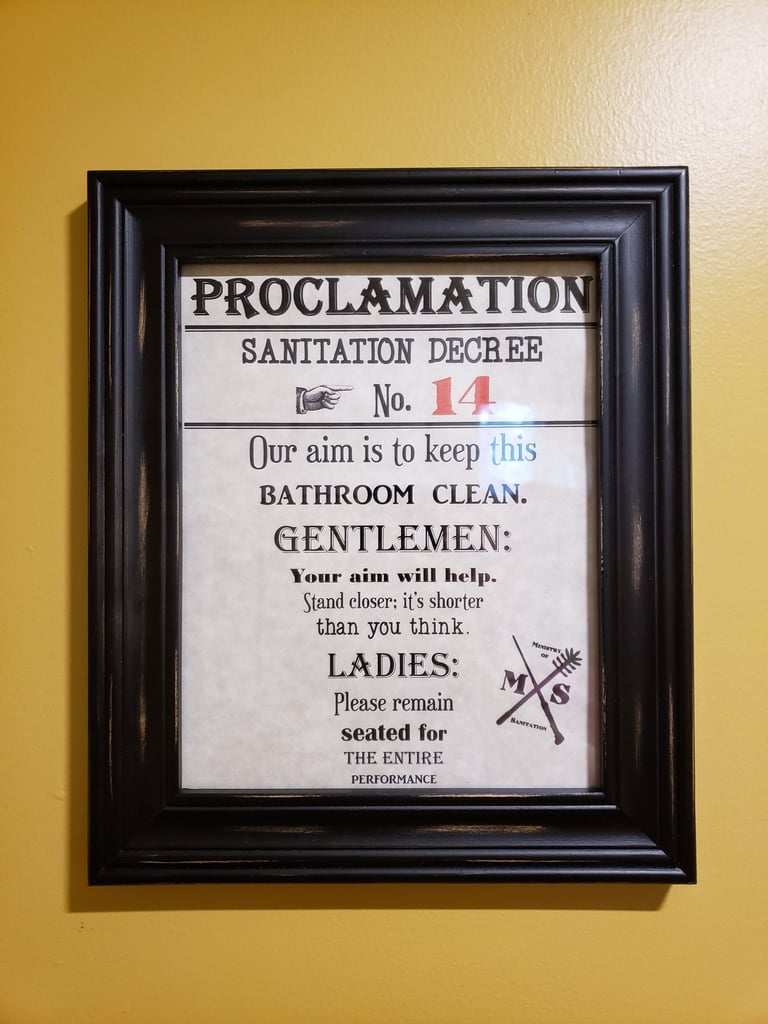 PROCLAMATION
SANITATION DECREE
No. 14
Our aim is to keep this
BATHROOM CLEAN.
GENTLEMEN:
Your aim will help.
Stand closer; it's shorter
than you think.
LADIES:
Please remain
seated for
THE ENTIRE
PERFORMANCE
MINISTRY
OF
M S
SANITATION